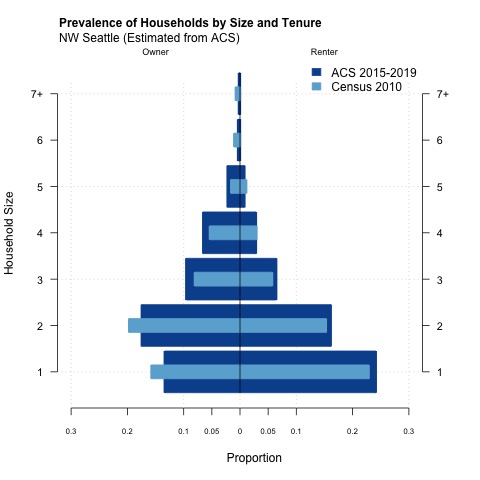 Prevalence of Households by Size and Tenure
NW Seattle (Estimated from ACS)
Owner Renter
ACS 2015-2019
Census 2010
7+ 7+
6 6
5 5
4 4
3 3
2 2
1 1
Household Size
0.3 0.2 0.1 0.05 0 0.05 0.1 0.2 0.3
Proportion